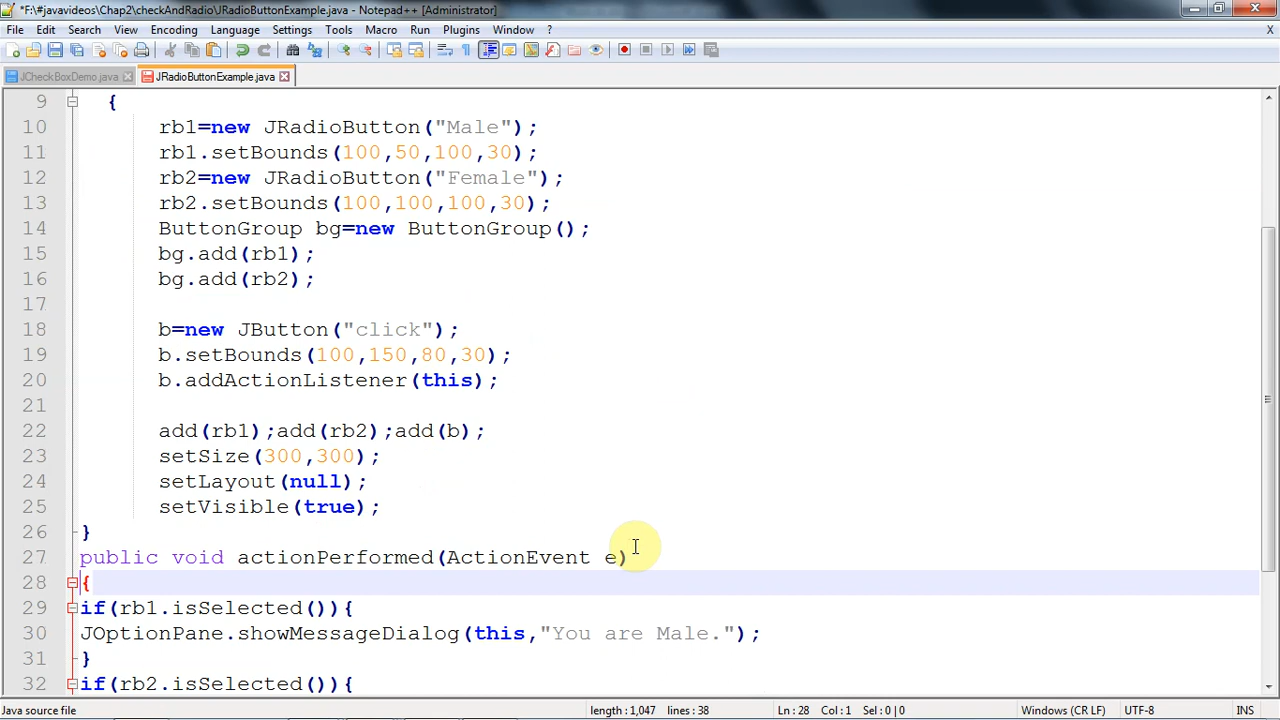 *F:\#javavideos\Chap2\checkAndRadio\JRadioButtonExample.java - Notepad++ [Administrator]
File Edit Search View Encoding Language Settings Tools Macro Run Plugins Window ? X
JCheckBoxDemo.java JRadioButtonExample.java
9 {
10 rb1=new JRadioButton("Male");
11 rb1.setBounds(100,50,100,30);
12 rb2=new JRadioButton("Female");
13 rb2.setBounds(100,100,100,30);
14 ButtonGroup bg=new ButtonGroup();
15 bg.add(rb1);
16 bg.add(rb2);
17
18 b=new JButton("click");
19 b.setBounds(100,150,80,30);
20 b.addActionListener(this);
21
22 add(rb1);add(rb2);add(b);
23 setSize(300,300);
24 setLayout(null);
25 setVisible(true);
26 }
27 public void actionPerformed(ActionEvent e)
28 {
29 if(rb1.isSelected()){
30 JOptionPane.showMessageDialog(this,"You are Male.");
31 }
32 if(rb2.isSelected()){
Java source file length : 1,047 lines : 38 Ln : 28 Col : 1 Sel : 0 | 0 Windows (CR LF) UTF-8 INS